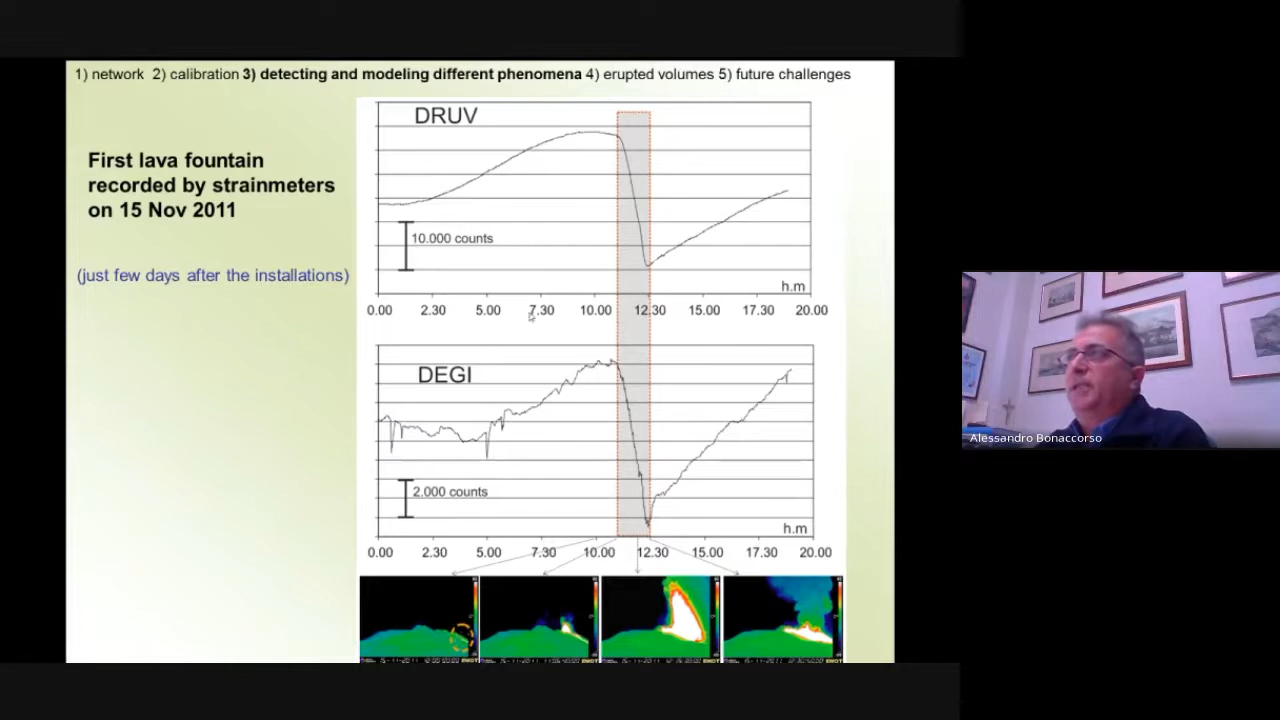 1) network 2) calibration 3) detecting and modeling different phenomena 4) erupted volumes 5) future challenges
First lava fountain
recorded by strainmeters
on 15 Nov 2011
(just few days after the installations)
DRUV
10.000 counts
h.m
0.00 2.30 5.00 7.30 10.00 12.30 15.00 17.30 20.00
DEGI
2.000 counts
h.m
0.00 2.30 5.00 7.30 10.00 12.30 15.00 17.30 20.00
Alessandro Bonaccorso